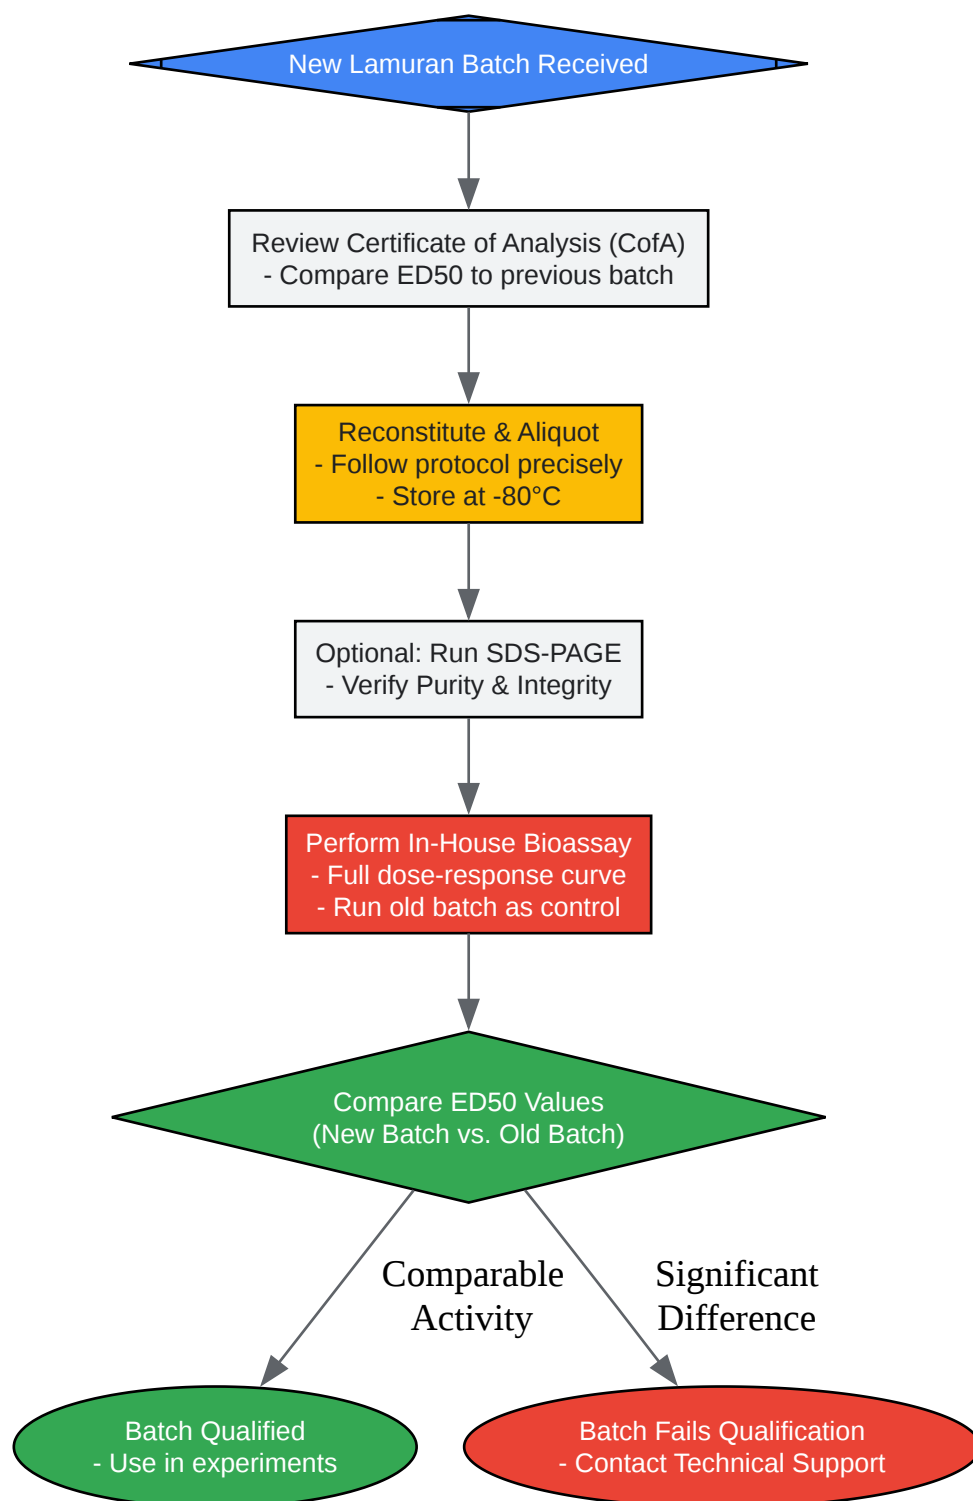 New Lamuran Batch Received
Review Certificate of Analysis (CofA)
- Compare ED50 to previous batch
Reconstitute & Aliquot
- Follow protocol precisely
- Store at -80°C
Optional: Run SDS-PAGE
- Verify Purity & Integrity
Perform In-House Bioassay
- Full dose-response curve
- Run old batch as control
Compare ED50 Values
(New Batch vs. Old Batch)
Comparable
Activity
Significant
Difference
Batch Qualified
- Use in experiments
Batch Fails Qualification
- Contact Technical Support